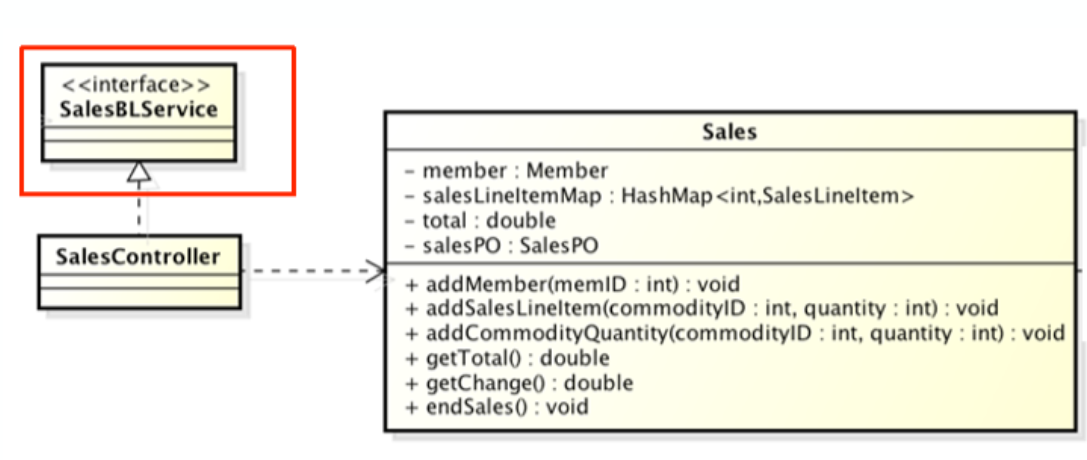 <<interface>>
SalesBLService
SalesController
Sales
- member : Member
- salesLineItemMap : HashMap<int,SalesLineItem>
- total : double
- salesPO : SalesPO
+ addMember(memID : int) : void
+ addSalesLineItem(commodityID : int, quantity : int) : void
+ addCommodityQuantity(commodityID : int, quantity : int) : void
+ getTotal() : double
+ getChange() : double
+ endSales() : void